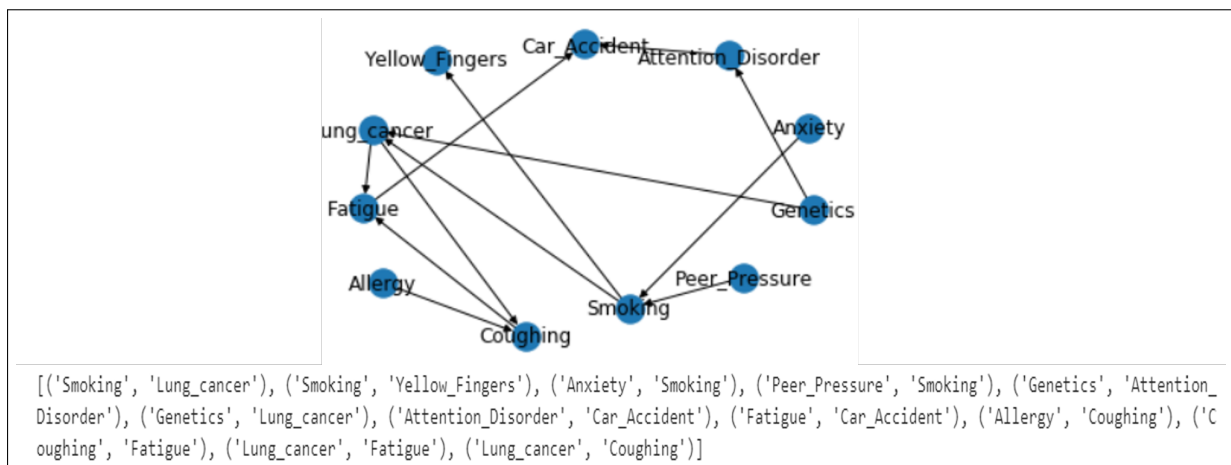 Car_Accident
Yellow_Fingers
Attention_Disorder
ung_cancer
Anxiety
Fatigue
Genetics
Allergy
Peer_Pressure
Smoking
Coughing
[('Smoking', 'Lung_cancer'), ('Smoking', 'Yellow_Fingers'), ('Anxiety', 'Smoking'), ('Peer_Pressure', 'Smoking'), ('Genetics', 'Attention_
Disorder'), ('Genetics', 'Lung_cancer'), ('Attention_Disorder', 'Car_Accident'), ('Fatigue', 'Car_Accident'), ('Allergy', 'Coughing'), ('C
oughing', 'Fatigue'), ('Lung_cancer', 'Fatigue'), ('Lung_cancer', 'Coughing')]